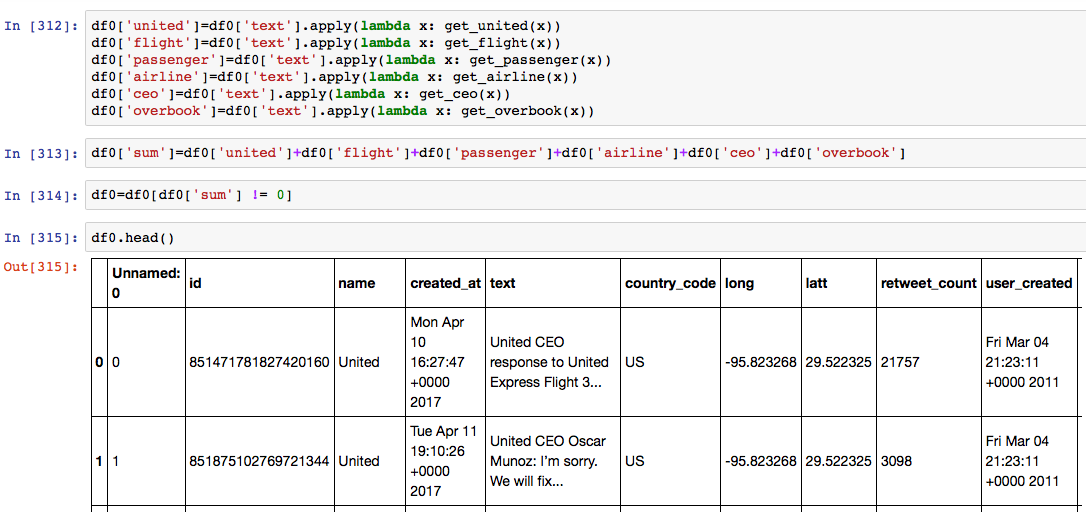 In [312]: df0['united']=df0['text'].apply(lambda x: get_united(x))
df0['flight']=df0['text'].apply(lambda x: get_flight(x))
df0['passenger']=df0['text'].apply(lambda x: get_passenger(x))
df0['airline']=df0['text'].apply(lambda x: get_airline(x))
df0['ceo']=df0['text'].apply(lambda x: get_ceo(x))
df0['overbook']=df0['text'].apply(lambda x: get_overbook(x))
In [313]: df0['sum']=df0['united']+df0['flight']+df0['passenger']+df0['airline']+df0['ceo']+df0['overbook']
In [314]: df0=df0[df0['sum'] != 0]
In [315]: df0.head()
Out[315]:
Unnamed:
0
id
name
created_at
text
country_code
long
latt
retweet_count
user_created
0
0
851471781827420160
United
Mon Apr
10
16:27:47
+0000
2017
United CEO
response to United
Express Flight 3...
US
-95.823268
29.522325
21757
Fri Mar 04
21:23:11
+0000 2011
1
1
851875102769721344
United
Tue Apr 11
19:10:26
+0000
2017
United CEO Oscar
Munoz: I'm sorry.
We will fix...
US
-95.823268
29.522325
3098
Fri Mar 04
21:23:11
+0000 2011